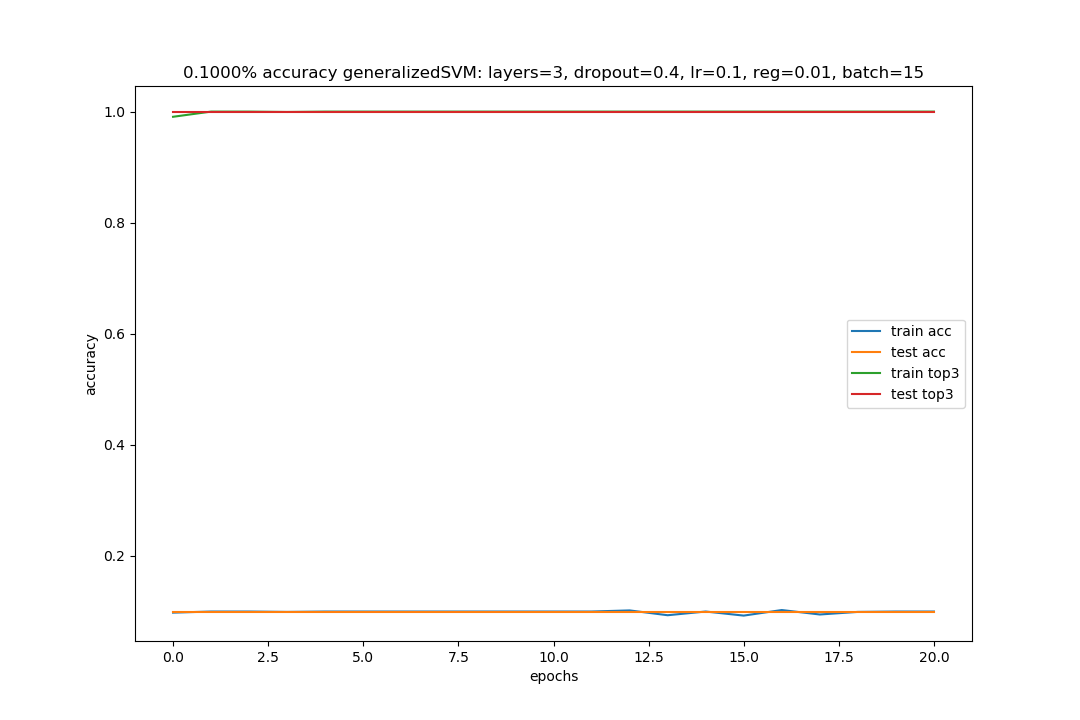 0.1000% accuracy generalizedSVM: layers=3, dropout=0.4, lr=0.1, reg=0.01, batch=15
1.0
0.8
0.6
0.4
0.2
accuracy
train acc
test acc
train top3
test top3
0.0 2.5 5.0 7.5 10.0 12.5 15.0 17.5 20.0
epochs